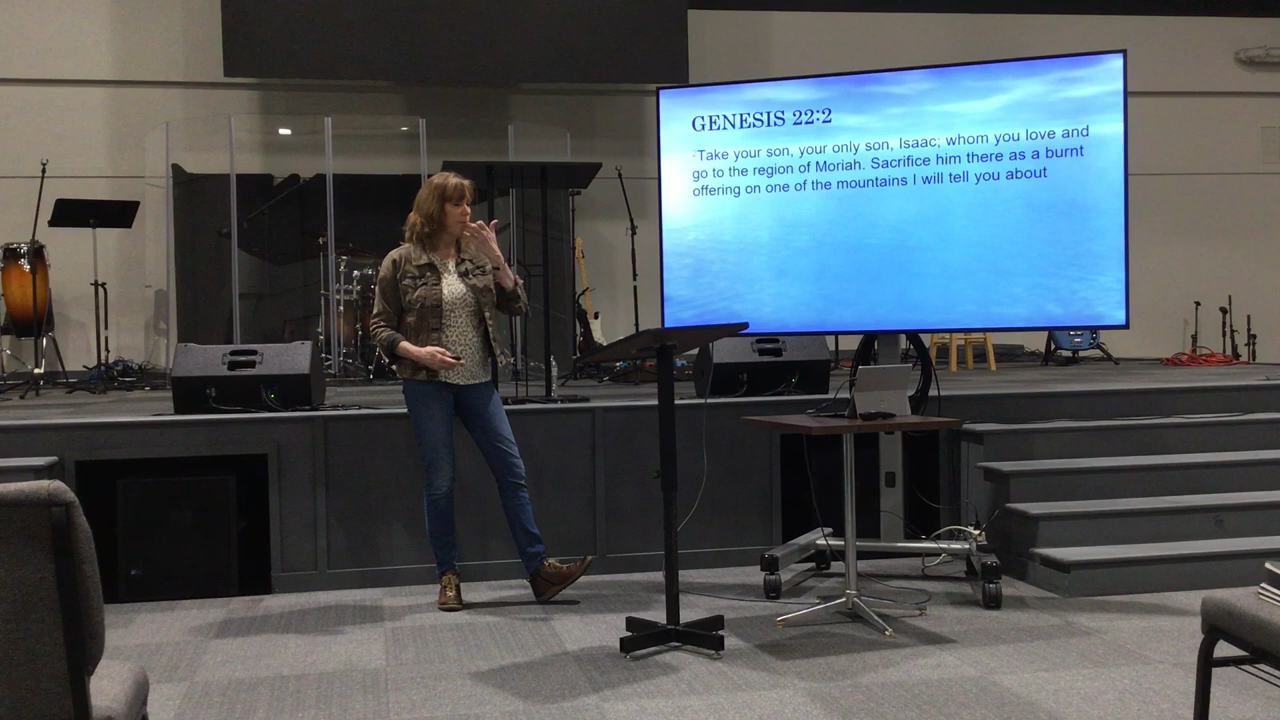 GENESIS 22:2
"Take your son, your only son, Isaac; whom you love and
go to the region of Moriah. Sacrifice him there as a burnt
offering on one of the mountains I will tell you about